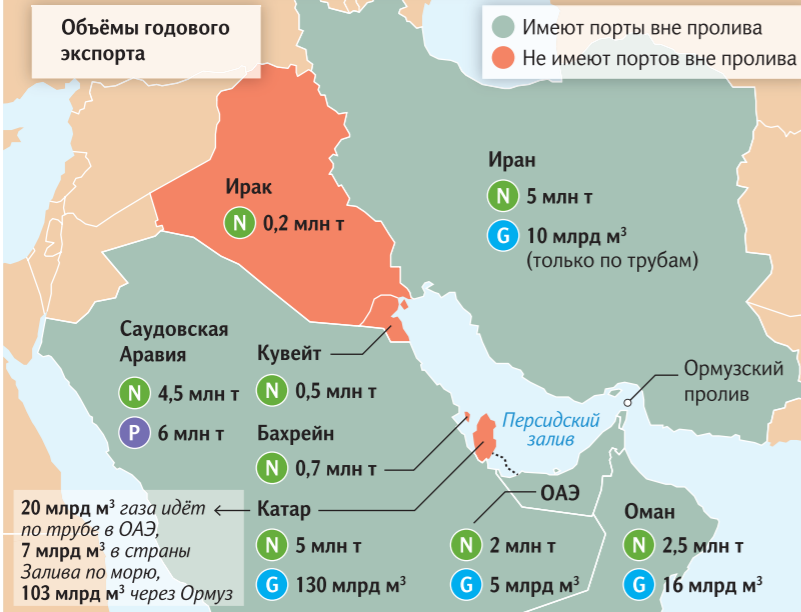 Объёмы годового
экспорта
Имеют порты вне пролива
Не имеют портов вне пролива
Ирак
N 0,2 млн т
Иран
N 5 млн т
G 10 млрд м³
(только по трубам)
Саудовская
Аравия
N 4,5 млн т
P 6 млн т
Кувейт
N 0,5 млн т
Бахрейн
N 0,7 млн т
Ормузский
пролив
Персидский
залив
20 млрд м³ газа идёт
по трубе в ОАЭ,
7 млрд м³ в страны
Залива по морю,
103 млрд м³ через Ормуз
Катар
N 5 млн т
G 130 млрд м³
ОАЭ
N 2 млн т
G 5 млрд м³
Оман
N 2,5 млн т
G 16 млрд м³